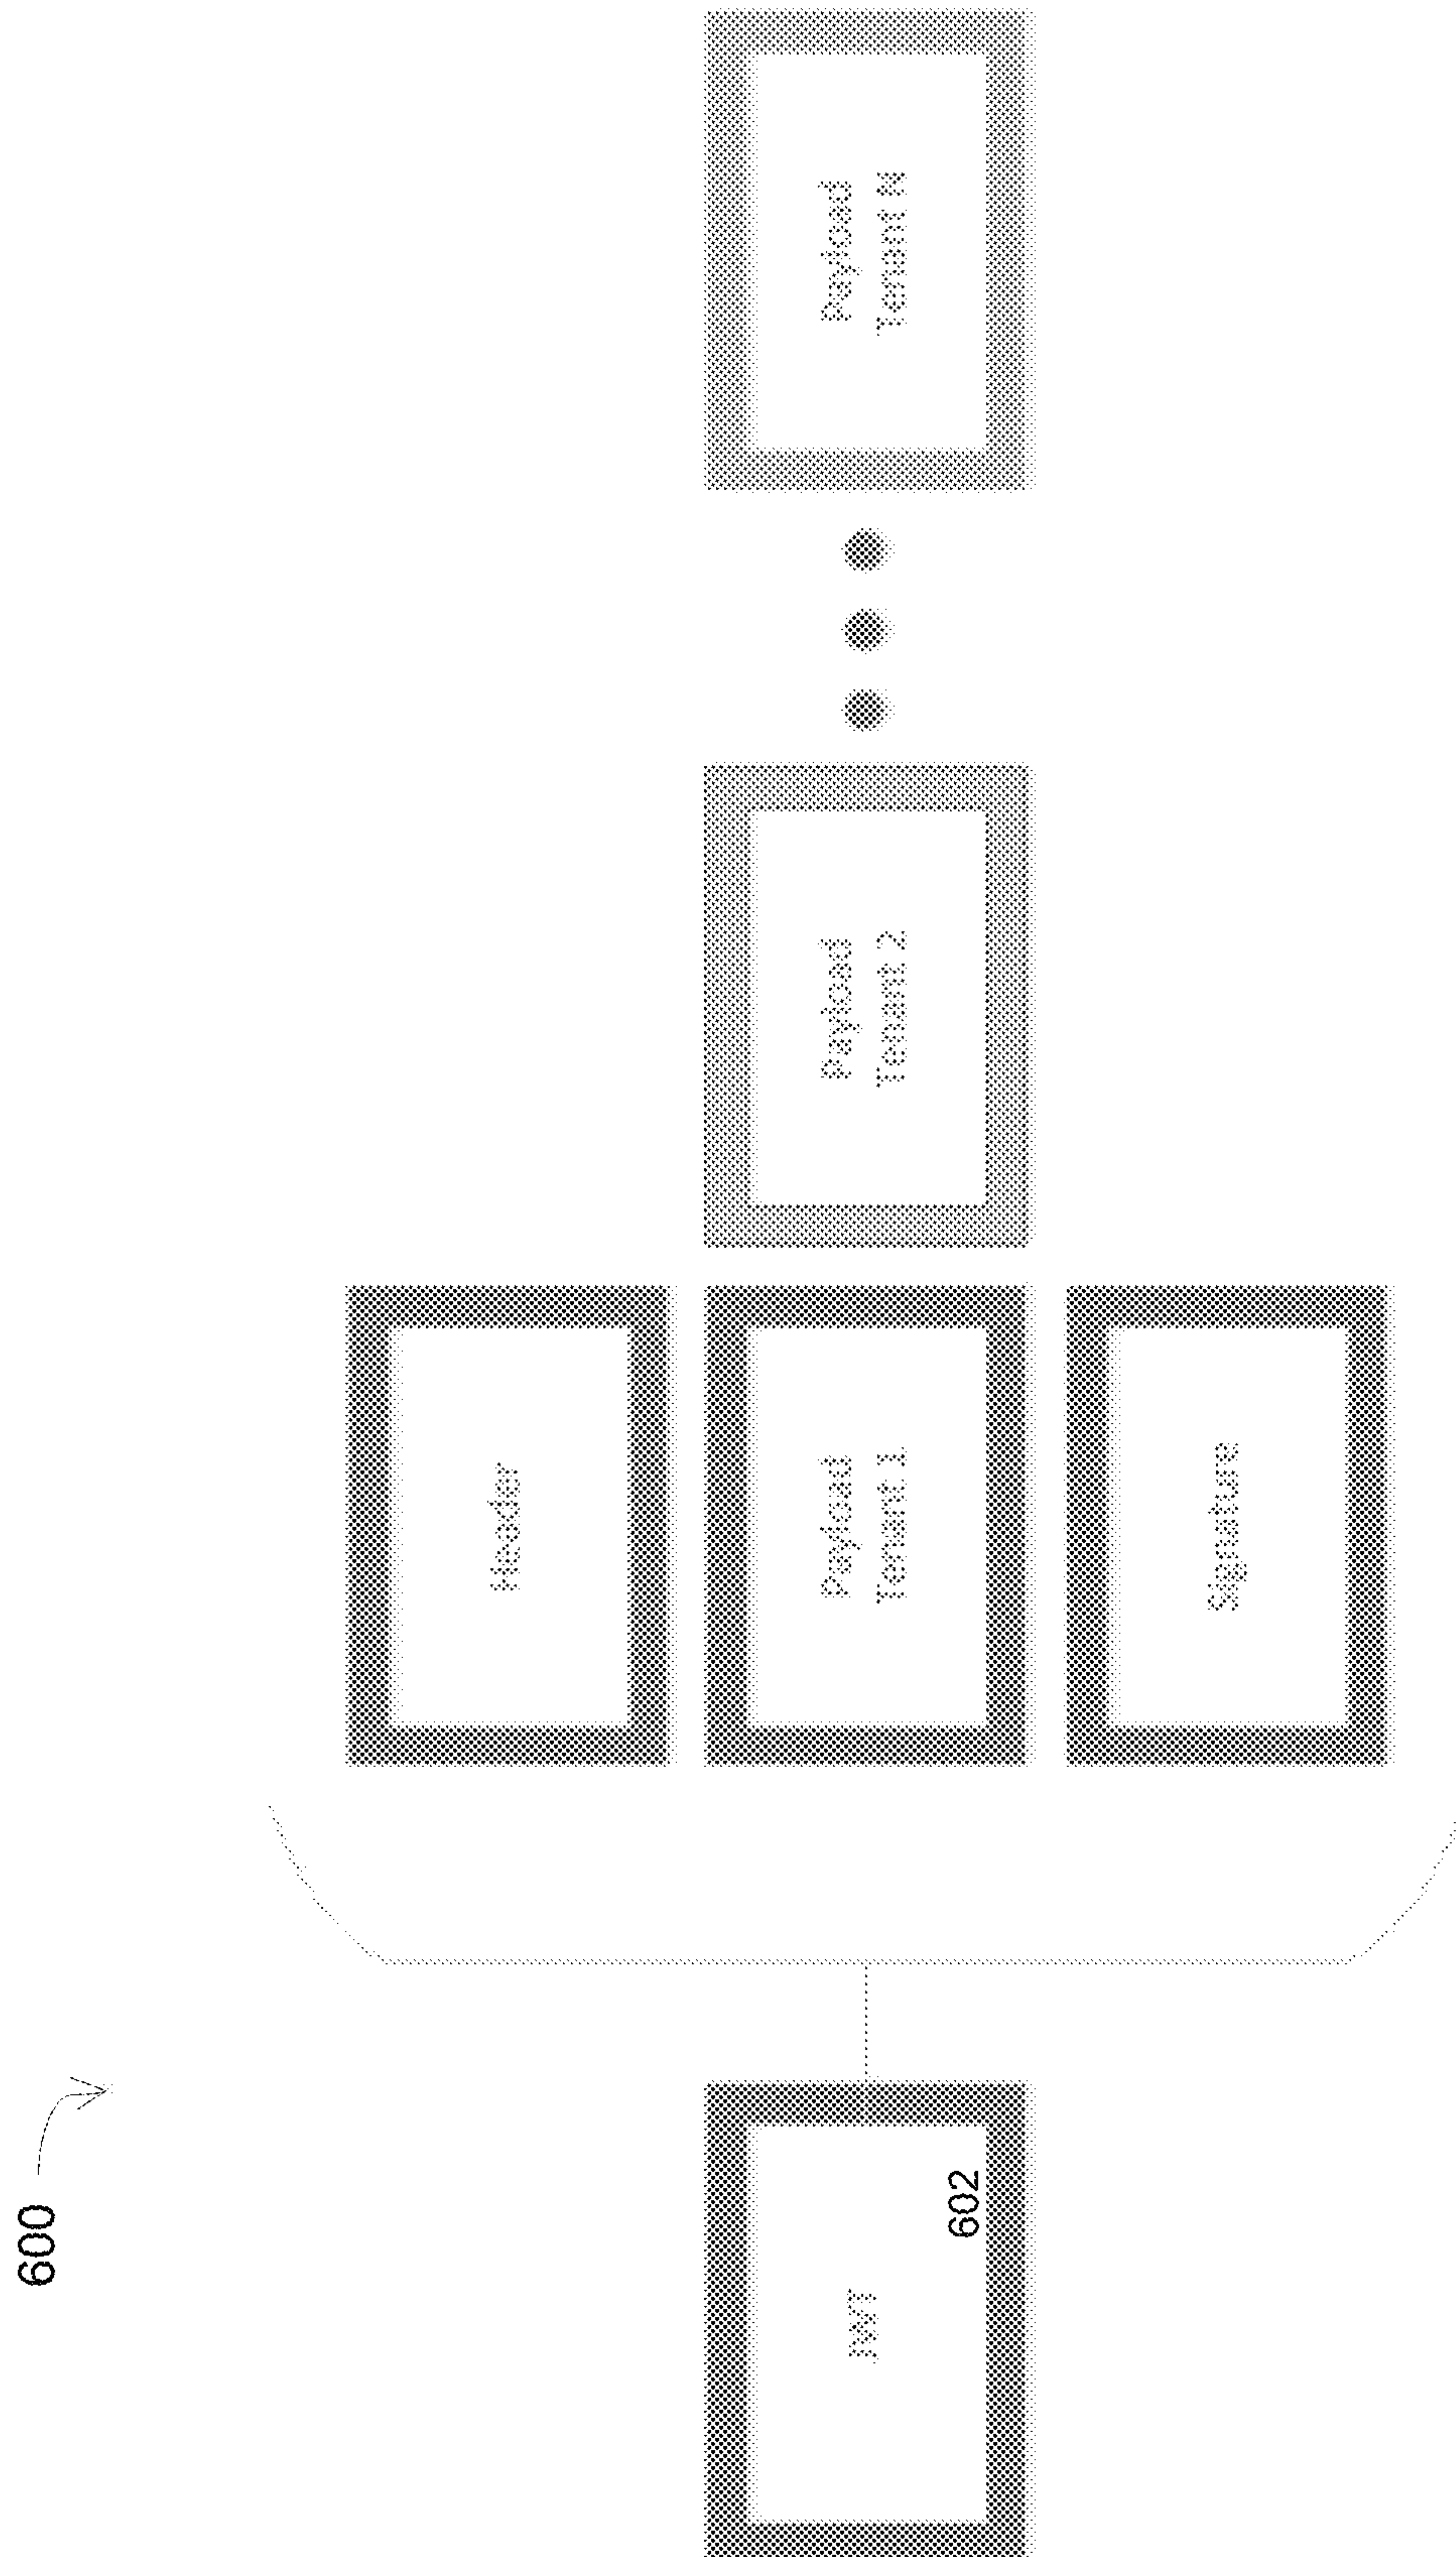 600
JWT
602
Header
Payload
Tenant 1
Payload
Tenant 2
Payload
Tenant N
Signature